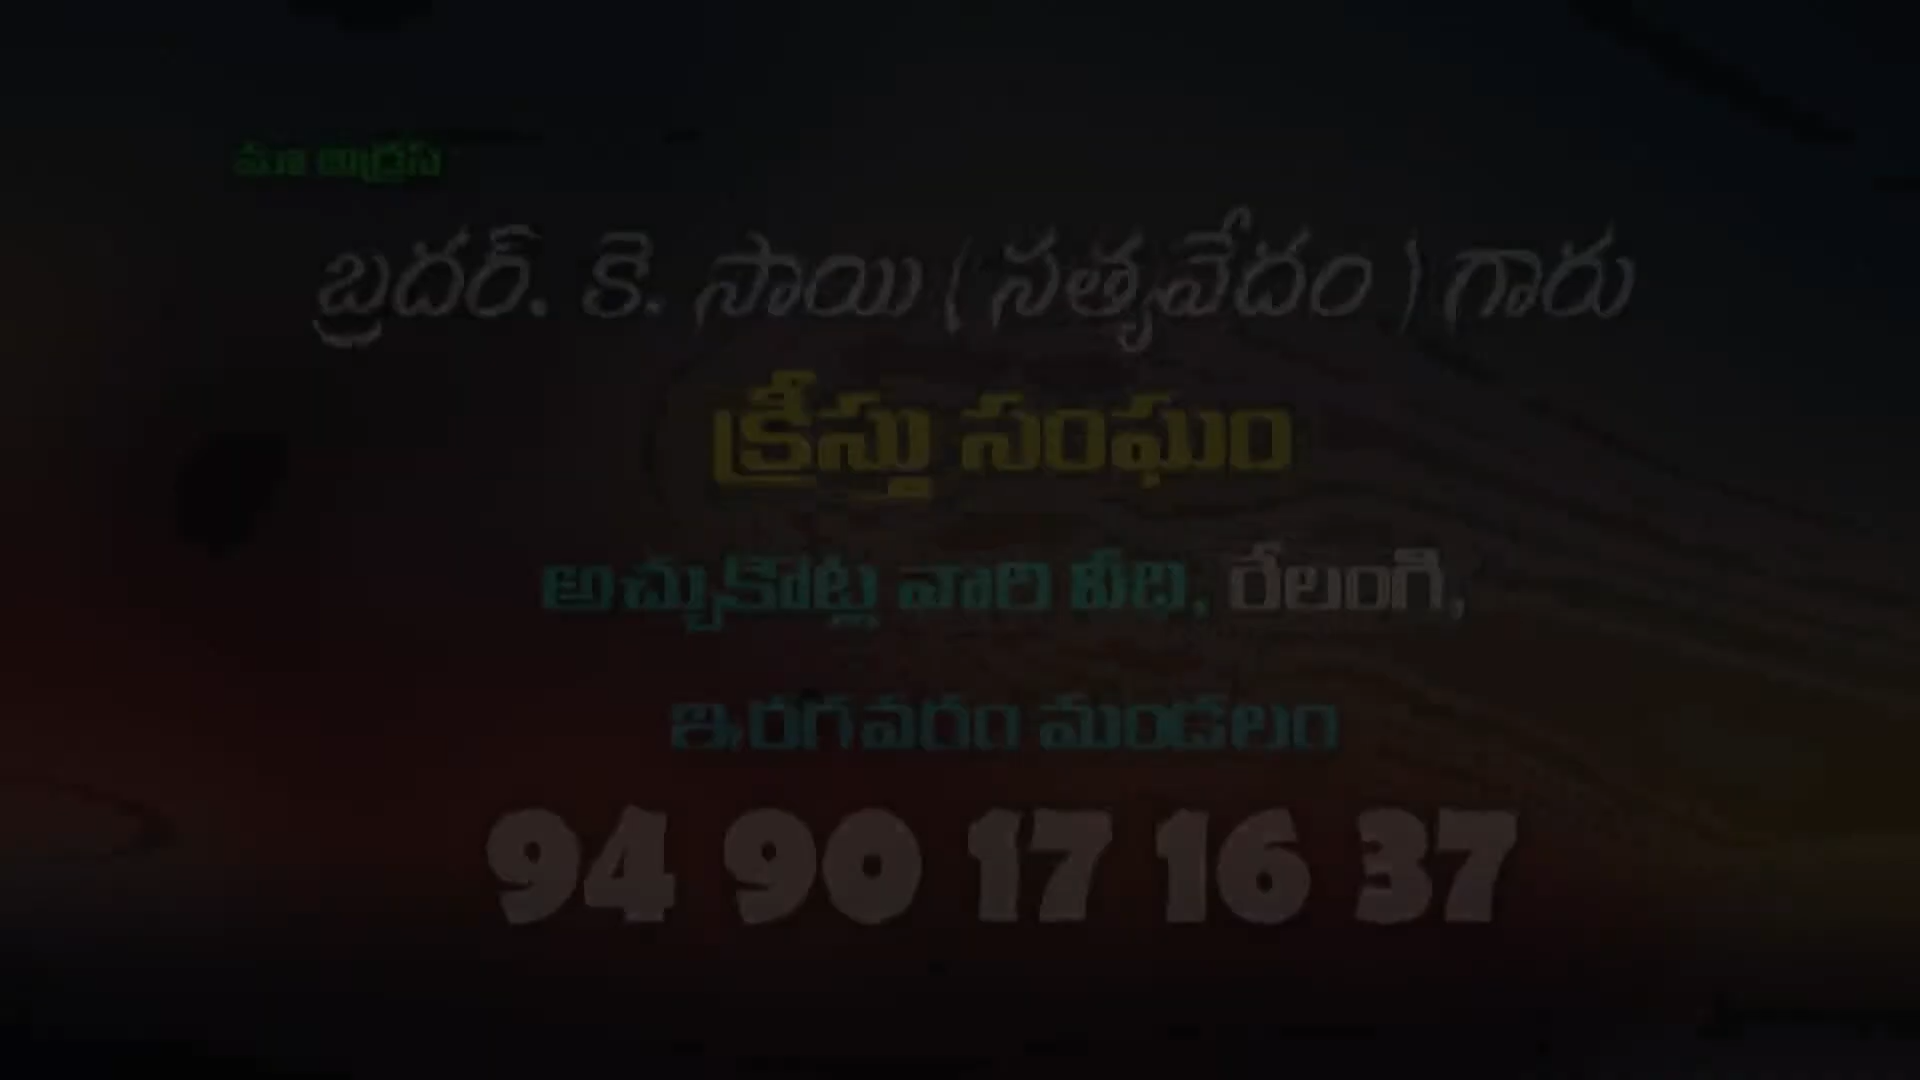 మా అడ్రస్
బ్రదర్. కె. సాయి ( సత్యవేదం ) గారు
క్రీస్తు సంఘం
అచ్చుకొట్ల వారి వీది, రేలంగి,
ఇరగవరం మండలం
94 90 17 16 37